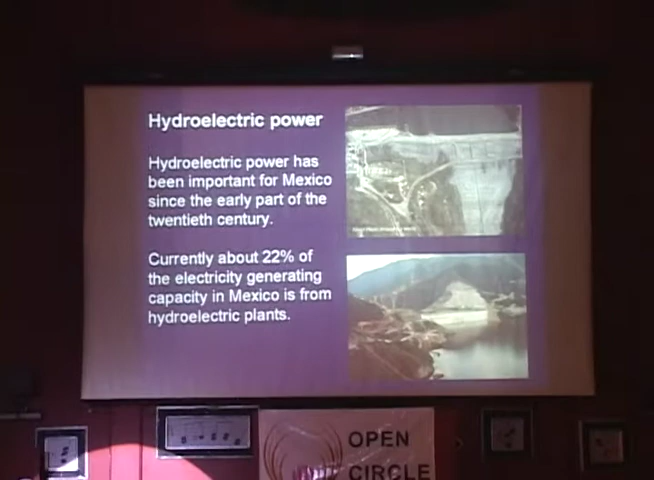 Hydroelectric power
Hydroelectric power has
been important for Mexico
since the early part of the
twentieth century.
Currently about 22% of
the electricity generating
capacity in Mexico is from
hydroelectric plants.
OPEN
CIRCLE